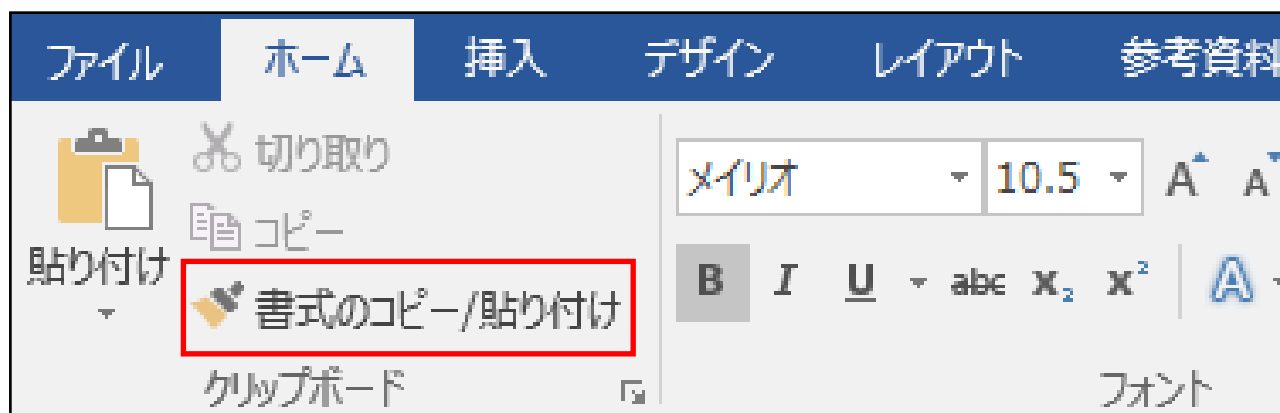 ファイル ホーム 挿入 デザイン レイアウト 参考資料
切り取り
コピー
書式のコピー/貼り付け
貼り付け
クリップボード
メイリオ 10.5 A A
B I U abc X₂ X² A
フォント